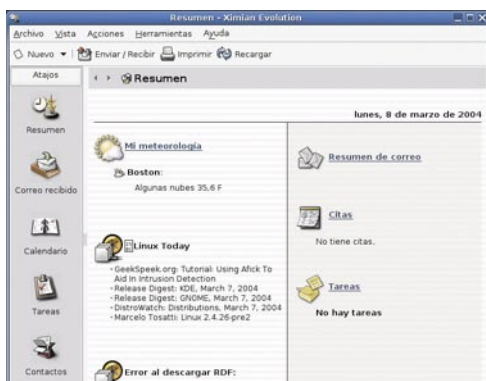 Resumen - Ximian Evolution
Archivo Vista Acciones Herramientas Ayuda
Nuevo Enviar / Recibir Imprimir Recargar
Atajos
Resumen
Correo recibido
Calendario
Tareas
Contactos
Resumen
lunes, 8 de marzo de 2004
Mi meteorología
Boston:
Algunas nubes 35,6 F
Linux Today
· GeekSpeek.org: Tutorial: Using Afick To
Aid In Intrusion Detection
· Release Digest: KDE, March 7, 2004
· Release Digest: GNOME, March 7, 2004
· DistroWatch: Distributions, March 7, 2004
· Marcelo Tosatti: Linux 2.4.26-pre2
Error al descargar RDF:
Resumen de correo
Citas
No tiene citas.
Tareas
No hay tareas